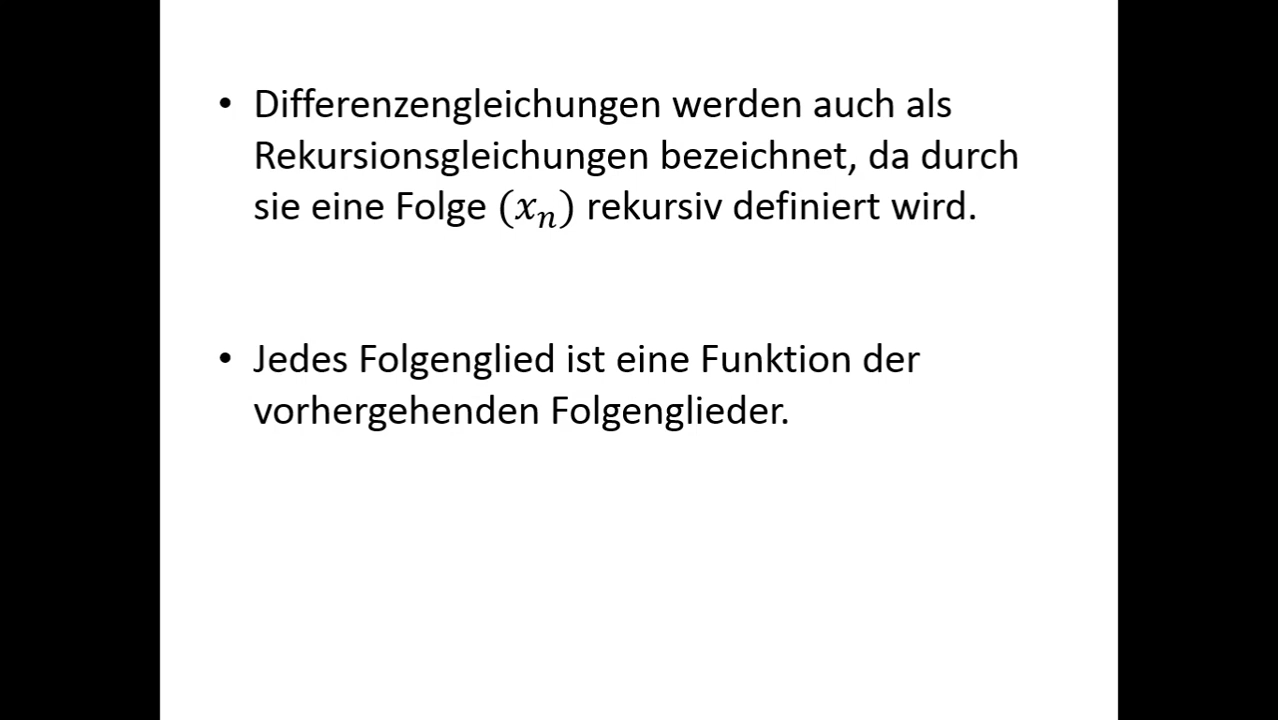 • Differenzengleichungen werden auch als
Rekursionsgleichungen bezeichnet, da durch
sie eine Folge (xₙ) rekursiv definiert wird.
• Jedes Folgenglied ist eine Funktion der
vorhergehenden Folgenglieder.